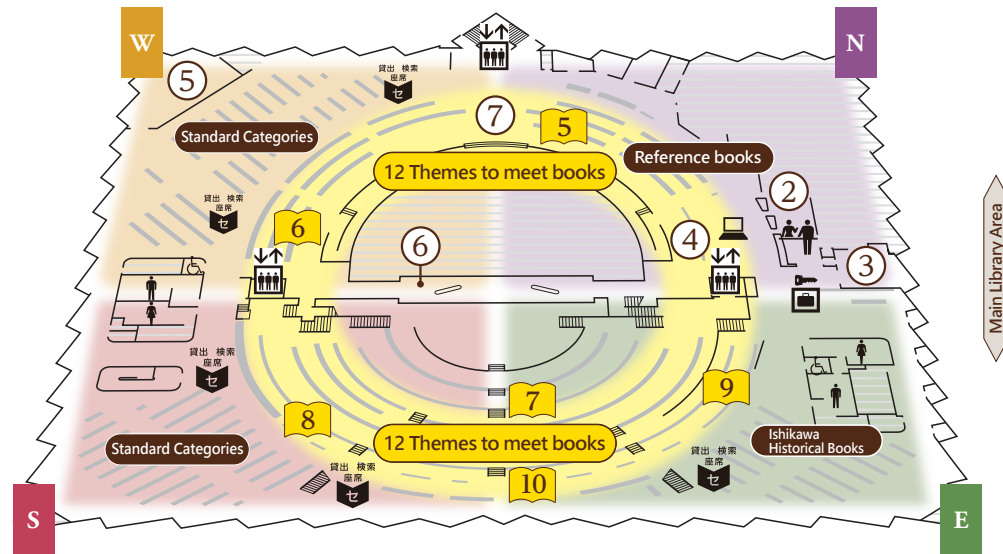 W
N
貸出 検索
座席
セ
5
7
5
Standard Categories
Reference books
12 Themes to meet books
2
貸出 検索
座席
セ
6
6
4
3
Main Library Area
貸出 検索
座席
セ
7
9
8
12 Themes to meet books
Standard Categories
Ishikawa
Historical Books
貸出 検索
座席
セ
貸出 検索
座席
セ
10
S
E